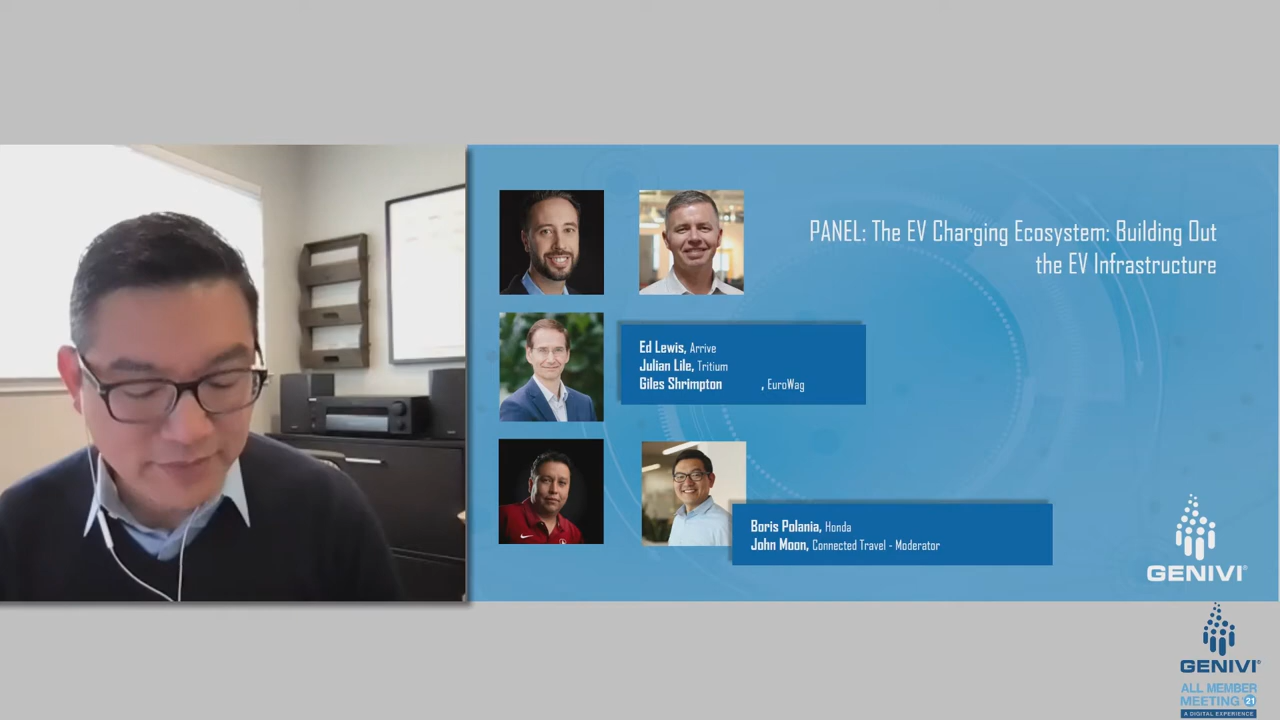 PANEL: The EV Charging Ecosystem: Building Out
the EV Infrastructure
Ed Lewis, Arrive
Julian Lile, Tritium
Giles Shrimpton , EuroWag
Boris Polania, Honda
John Moon, Connected Travel - Moderator
GENIVI®
GENIVI®
ALL MEMBER
MEETING '21
A DIGITAL EXPERIENCE